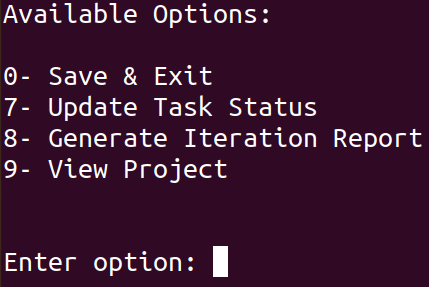 Available Options:
0- Save & Exit
7- Update Task Status
8- Generate Iteration Report
9- View Project
Enter option: